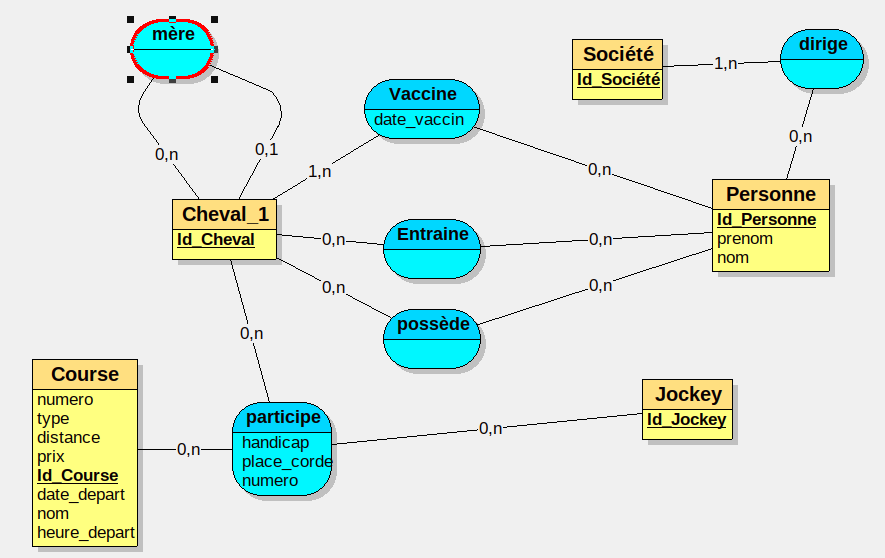 mère
0,n
0,1
Vaccine
date_vaccin
1,n
0,n
Société
Id_Société
1,n
dirige
0,n
Cheval_1
Id_Cheval
0,n
Entraine
0,n
Personne
Id_Personne
prenom
nom
0,n
possède
0,n
0,n
Course
numero
type
distance
prix
Id_Course
date_depart
nom
heure_depart
0,n
participe
handicap
place_corde
numero
0,n
Jockey
Id_Jockey